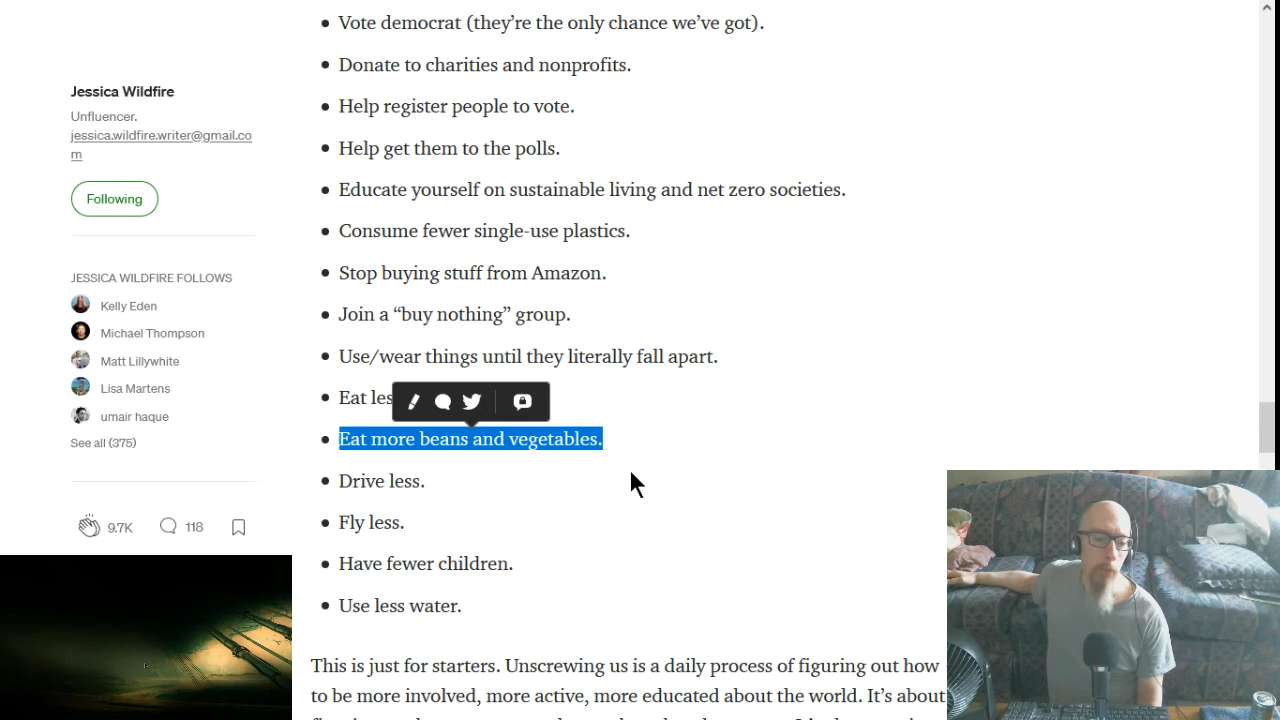 Vote democrat (they’re the only chance we’ve got).
Donate to charities and nonprofits.
Help register people to vote.
Help get them to the polls.
Educate yourself on sustainable living and net zero societies.
Consume fewer single-use plastics.
Stop buying stuff from Amazon.
Join a “buy nothing” group.
Use/wear things until they literally fall apart.
Eat les
Eat more beans and vegetables.
Drive less.
Fly less.
Have fewer children.
Use less water.
This is just for starters. Unscrewing us is a daily process of figuring out how
to be more involved, more active, more educated about the world. It’s about
Jessica Wildfire
Unfluencer.
jessica.wildfire.writer@gmail.co
m
Following
JESSICA WILDFIRE FOLLOWS
Kelly Eden
Michael Thompson
Matt Lillywhite
Lisa Martens
umair haque
See all (375)
9.7K 118